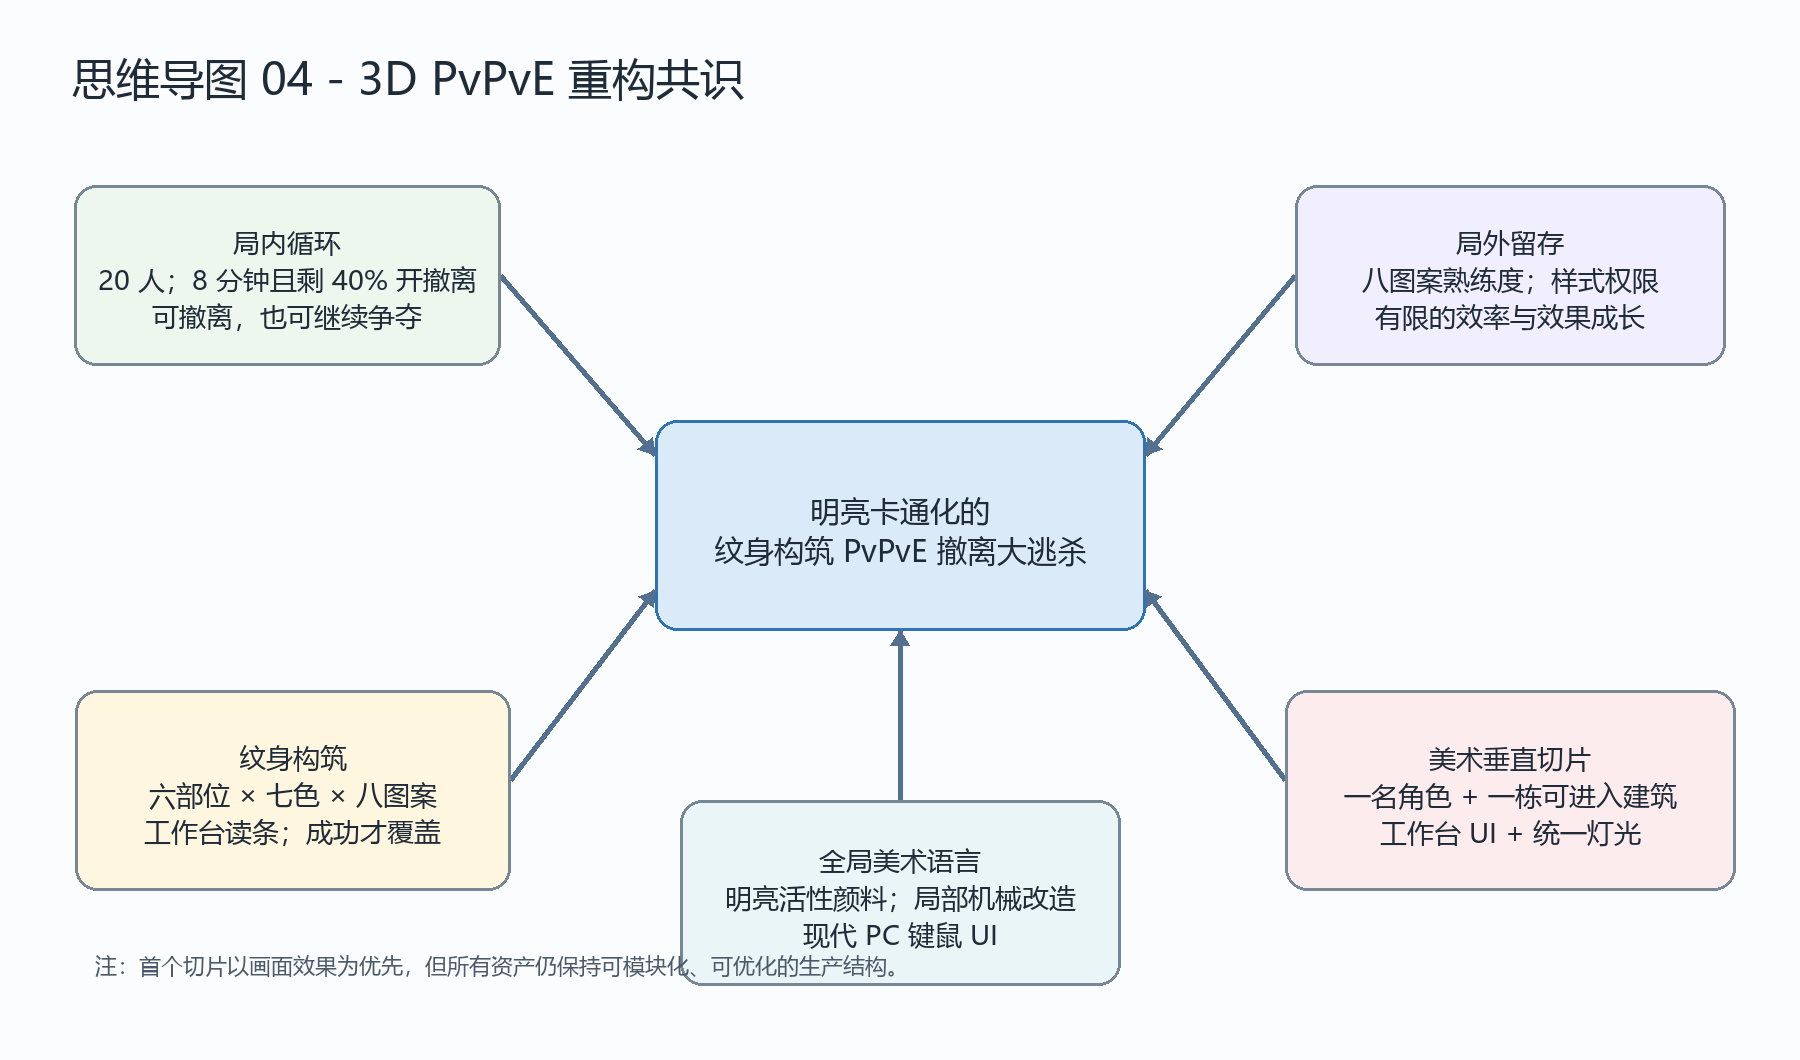 思维导图 04 - 3D PvPvE 重构共识
局内循环
20 人；8 分钟且剩 40% 开撤离
可撤离，也可继续争夺
局外留存
八图案熟练度；样式权限
有限的效率与效果成长
明亮卡通化的
纹身构筑 PvPvE 撤离大逃杀
纹身构筑
六部位 × 七色 × 八图案
工作台读条；成功才覆盖
全局美术语言
明亮活性颜料；局部机械改造
现代 PC 键鼠 UI
美术垂直切片
一名角色 + 一栋可进入建筑
工作台 UI + 统一灯光
注：首个切片以画面效果为优先，但所有资产仍保持可模块化、可优化的生产结构。